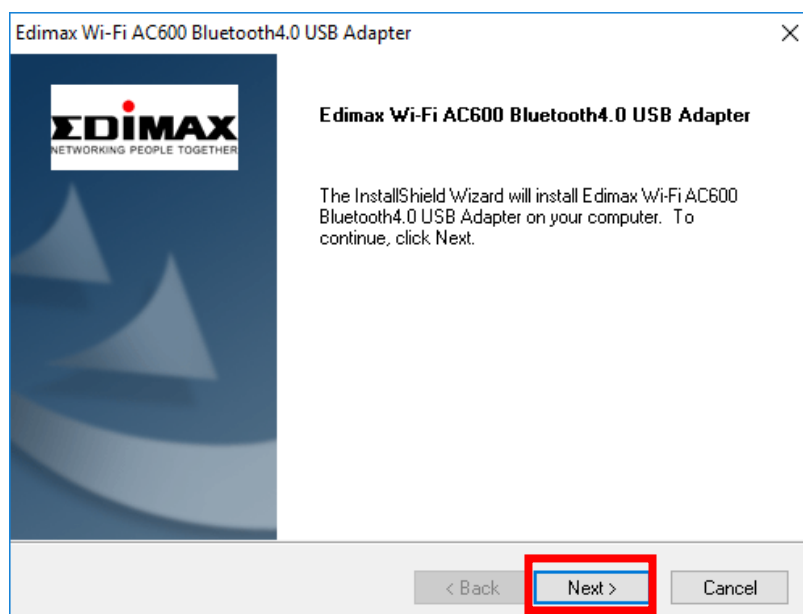 Edimax Wi-Fi AC600 Bluetooth4.0 USB Adapter
EDIMAX
NETWORKING PEOPLE TOGETHER
Edimax Wi-Fi AC600 Bluetooth4.0 USB Adapter
The InstallShield Wizard will install Edimax Wi-Fi AC600
Bluetooth4.0 USB Adapter on your computer. To
continue, click Next.
< Back
Next >
Cancel